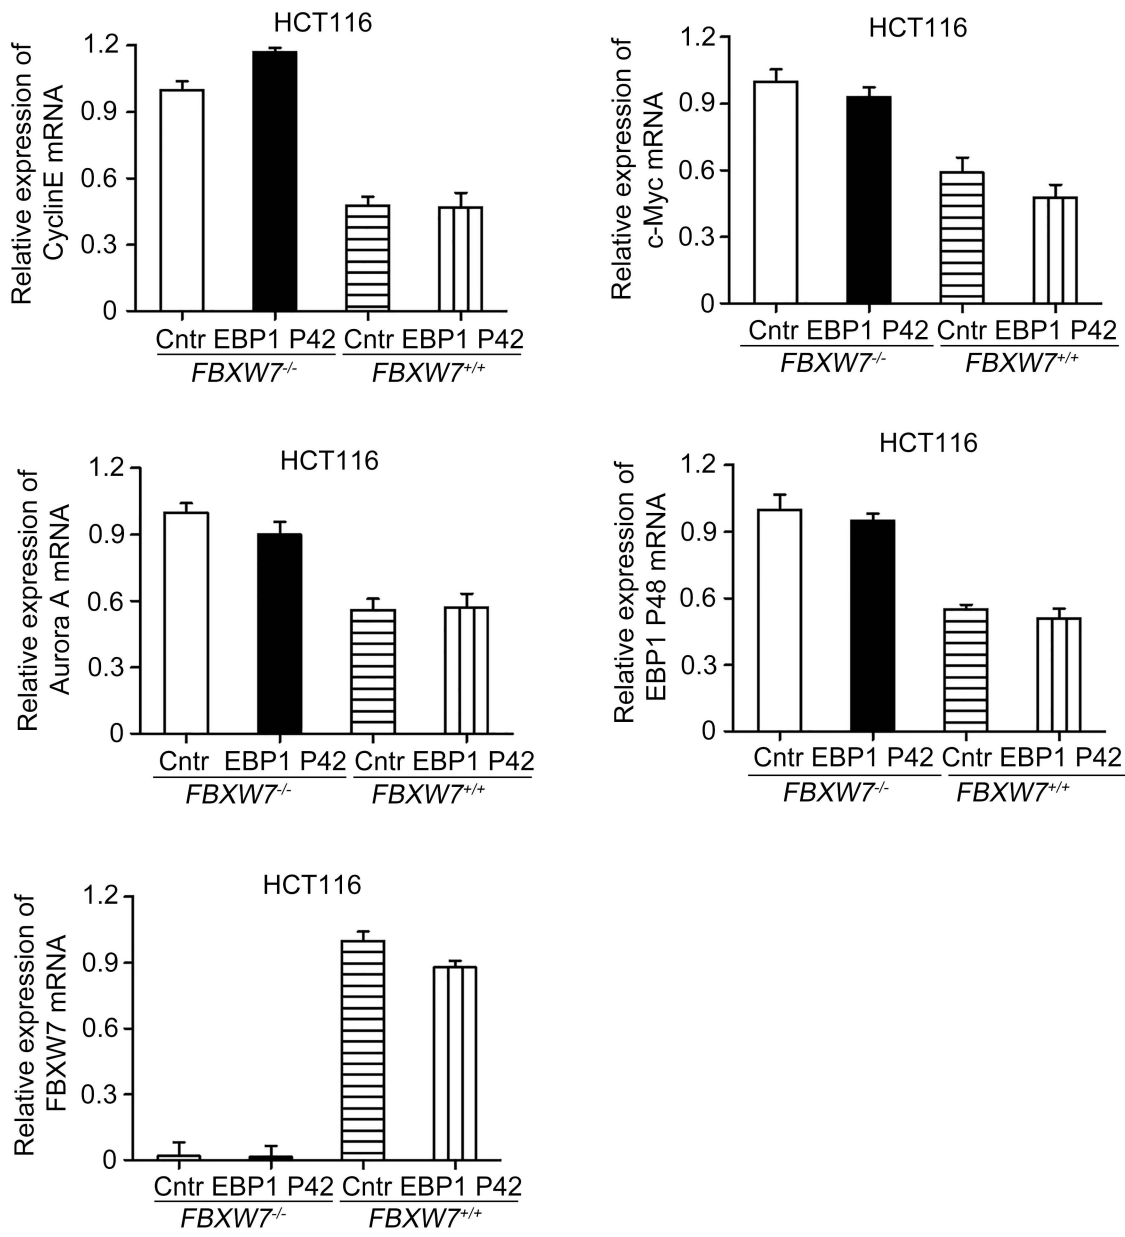 HCT116
Relative expression of
CyclinE mRNA
1.2
0.9
0.6
0.3
0
Cntr EBP1 P42 Cntr EBP1 P42
FBXW7-/- FBXW7+/+
HCT116
Relative expression of
c-Myc mRNA
1.2
0.9
0.6
0.3
0
Cntr EBP1 P42 Cntr EBP1 P42
FBXW7-/- FBXW7+/+
HCT116
Relative expression of
Aurora A mRNA
1.2
0.9
0.6
0.3
0
Cntr EBP1 P42 Cntr EBP1 P42
FBXW7-/- FBXW7+/+
HCT116
Relative expression of
EBP1 P48 mRNA
1.2
0.9
0.6
0.3
0
Cntr EBP1 P42 Cntr EBP1 P42
FBXW7-/- FBXW7+/+
HCT116
Relative expression of
FBXW7 mRNA
1.2
0.9
0.6
0.3
0
Cntr EBP1 P42 Cntr EBP1 P42
FBXW7-/- FBXW7+/+